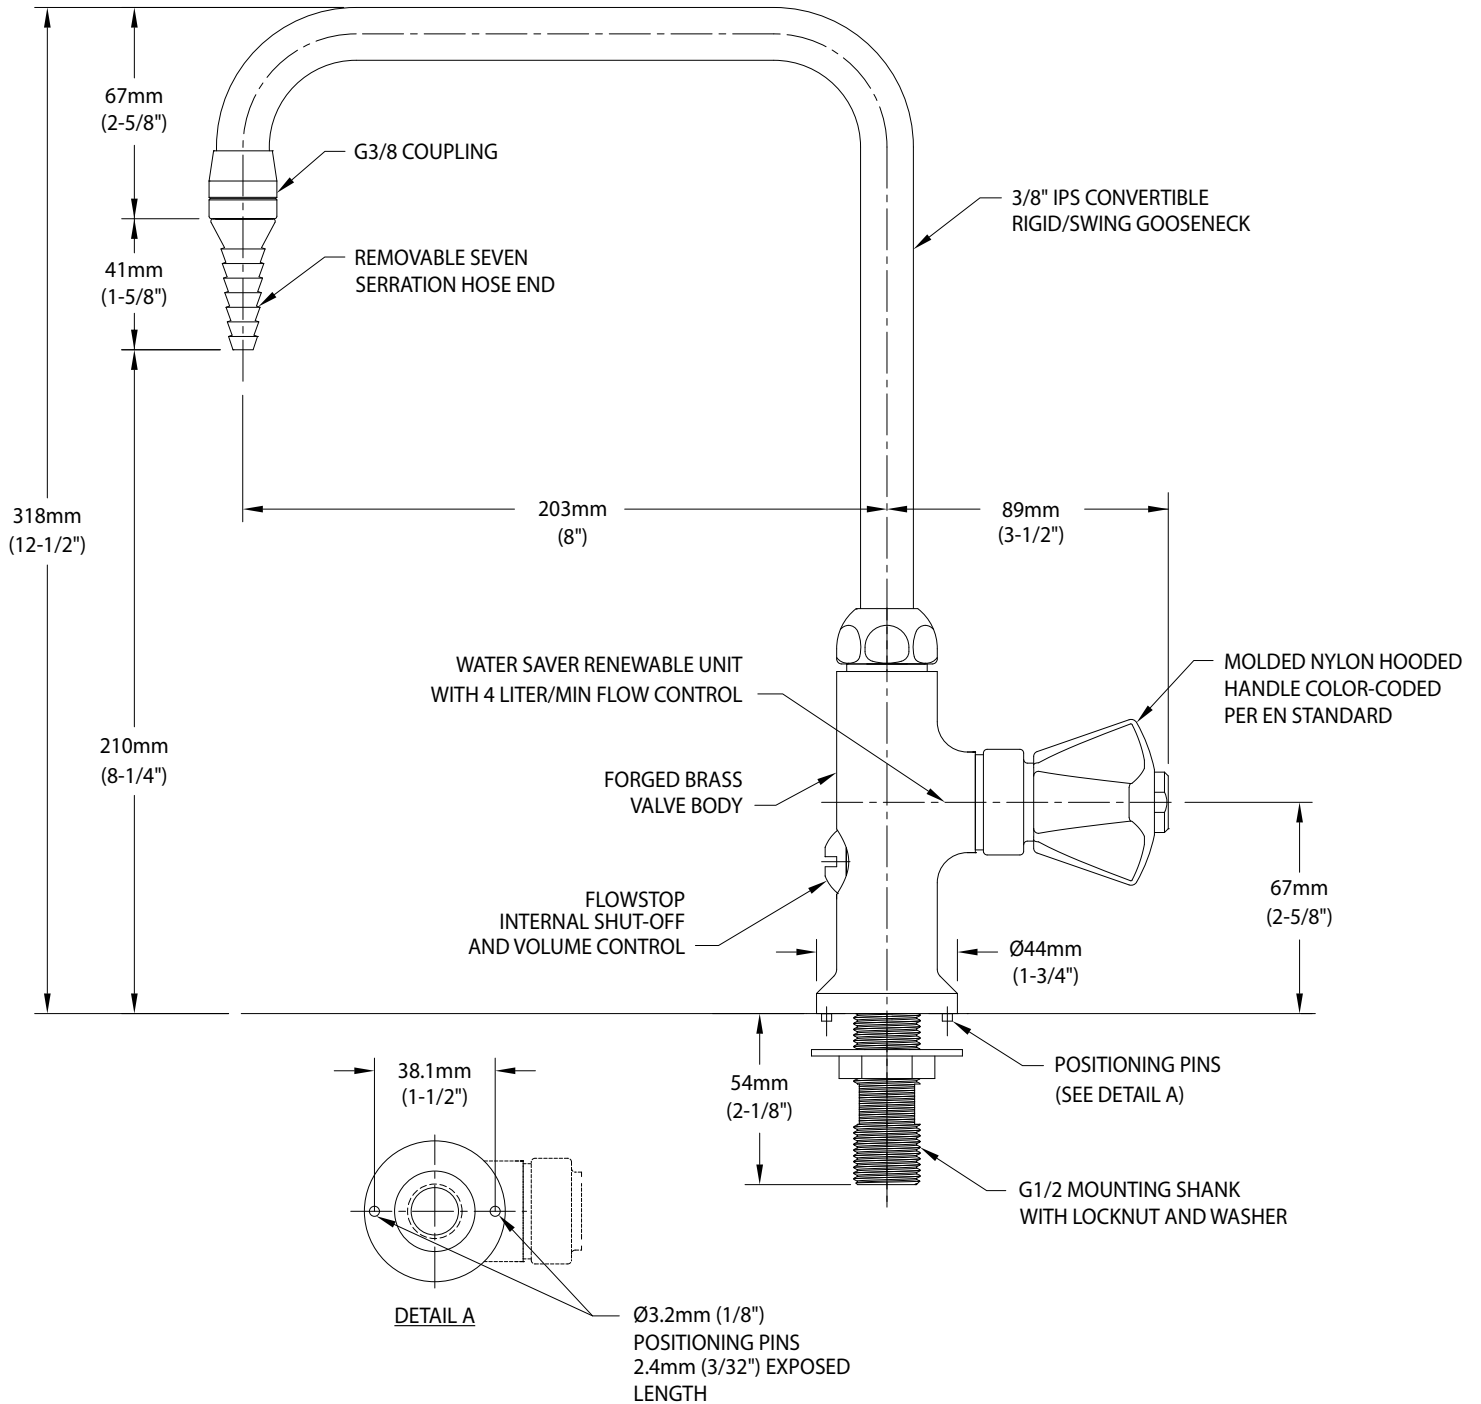 67mm
(2-5/8")
G3/8 COUPLING
3/8" IPS CONVERTIBLE
RIGID/SWING GOOSENECK
41mm
(1-5/8")
REMOVABLE SEVEN
SERRATION HOSE END
318mm
(12-1/2")
203mm
(8")
89mm
(3-1/2")
WATER SAVER RENEWABLE UNIT
WITH 4 LITER/MIN FLOW CONTROL
MOLDED NYLON HOODED
HANDLE COLOR-CODED
PER EN STANDARD
210mm
(8-1/4")
FORGED BRASS
VALVE BODY
FLOWSTOP
INTERNAL SHUT-OFF
AND VOLUME CONTROL
67mm
(2-5/8")
Ø44mm
(1-3/4")
38.1mm
(1-1/2")
54mm
(2-1/8")
POSITIONING PINS
(SEE DETAIL A)
G1/2 MOUNTING SHANK
WITH LOCKNUT AND WASHER
DETAIL A
Ø3.2mm (1/8")
POSITIONING PINS
2.4mm (3/32") EXPOSED
LENGTH